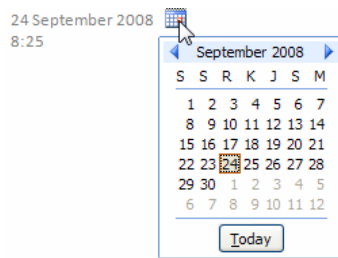 24 September 2008
8:25
September 2008
S S R K J S M
1 2 3 4 5 6 7
8 9 10 11 12 13 14
15 16 17 18 19 20 21
22 23 24 25 26 27 28
29 30 1 2 3 4 5
6 7 8 9 10 11 12
Today